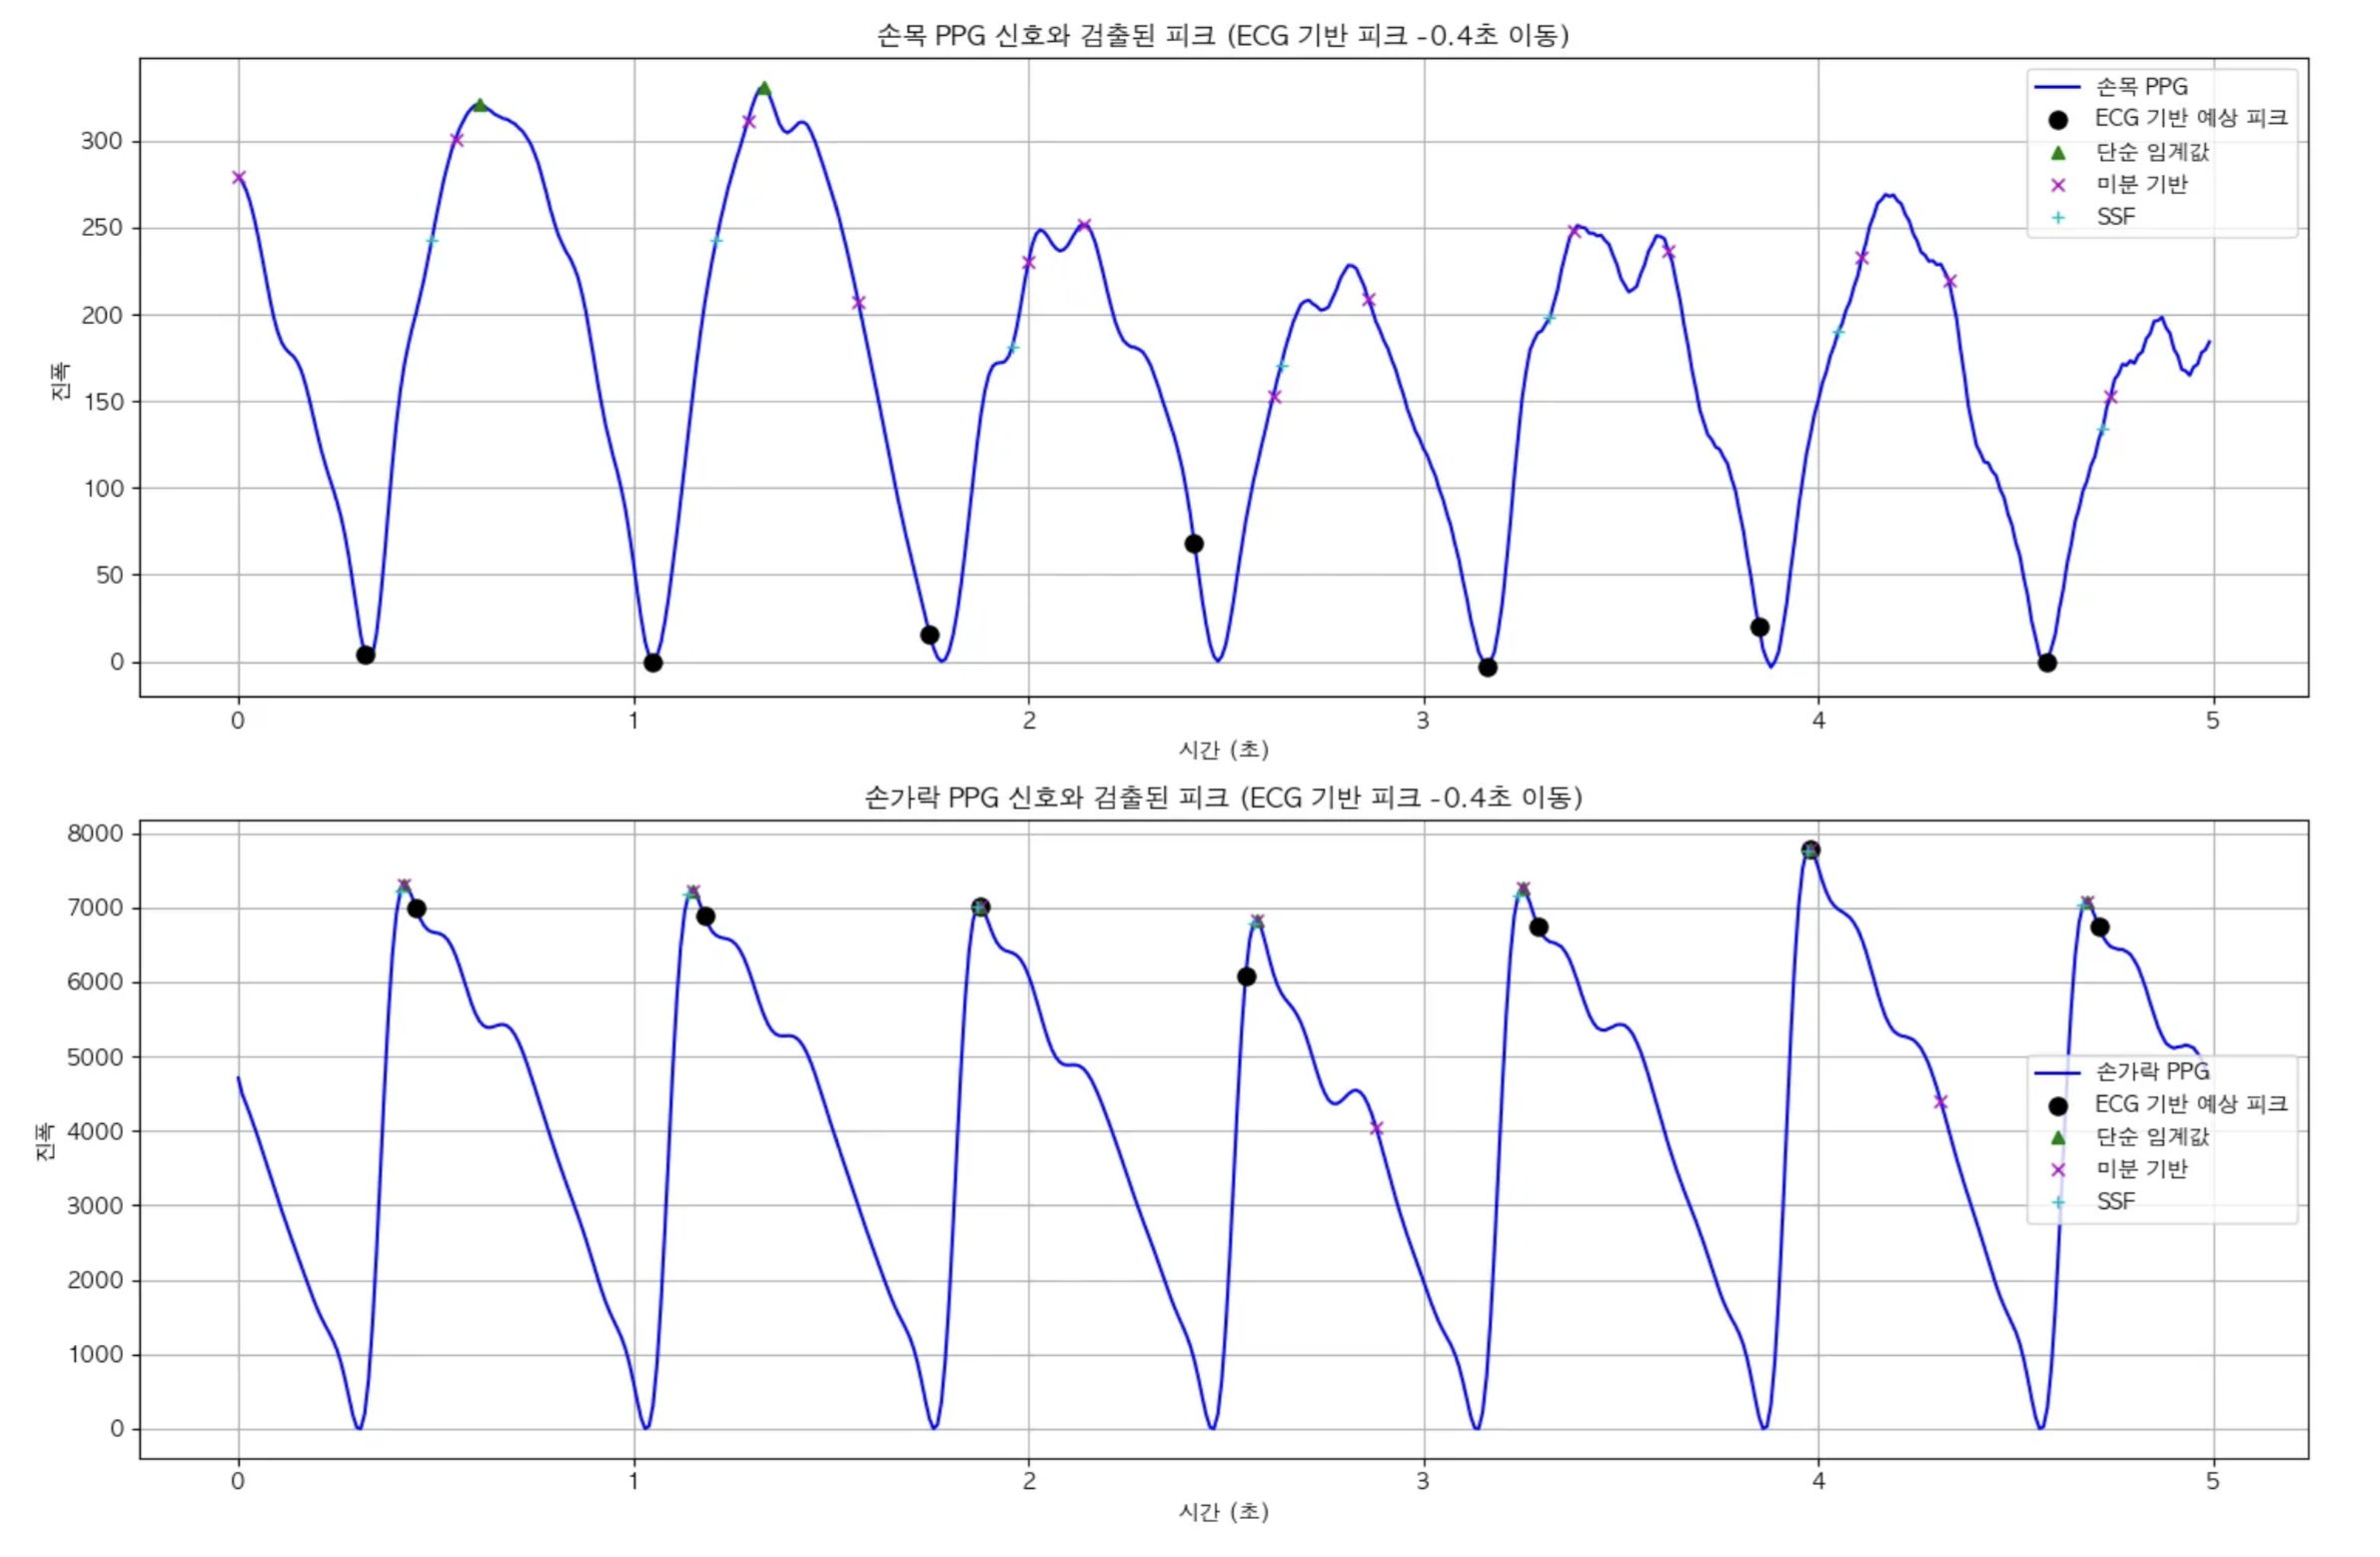 손목 PPG 신호와 검출된 피크 (ECG 기반 피크 -0.4초 이동)
손목 PPG
ECG 기반 예상 피크
단순 임계값
미분 기반
SSF
진폭
300
250
200
150
100
50
0
0 1 2 3 4 5
시간 (초)
손가락 PPG 신호와 검출된 피크 (ECG 기반 피크 -0.4초 이동)
진폭
8000
7000
6000
5000
4000
3000
2000
1000
0
손가락 PPG
ECG 기반 예상 피크
단순 임계값
미분 기반
SSF
0 1 2 3 4 5
시간 (초)